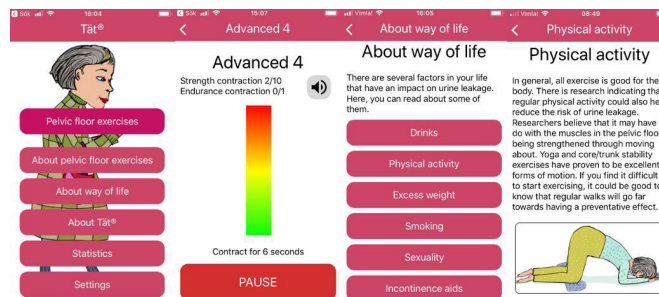 Sök 16:04
Tät®
Pelvic floor exercises
About pelvic floor exercises
About way of life
About Tät®
Statistics
Settings
Sök 15:07
Advanced 4
Advanced 4
Strength contraction 2/10
Endurance contraction 0/1
Contract for 6 seconds
PAUSE
Vimla! 16:05
About way of life
About way of life
There are several factors in your life
that have an impact on urine leakage.
Here, you can read about some of
them.
Drinks
Physical activity
Excess weight
Smoking
Sexuality
Incontinence aids
Vimla! 08:49
Physical activity
Physical activity
In general, all exercise is good for the
body. There is research indicating tha
regular physical activity could also he
reduce the risk of urine leakage.
Researchers believe that it may have
do with the muscles in the pelvic floo
being strengthened through moving
about. Yoga and core/trunk stability
exercises have proven to be excellent
forms of motion. If you find it difficult
to start exercising, it could be good to
know that regular walks will go far
towards having a preventative effect.